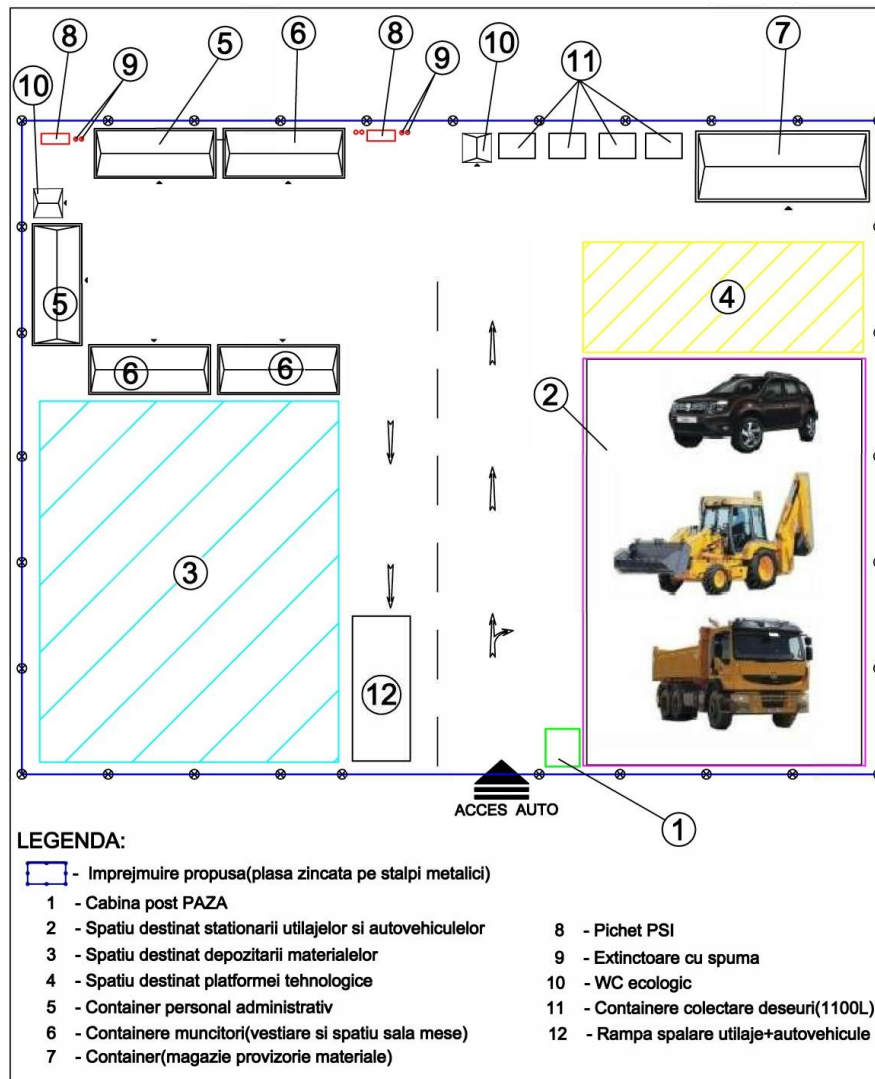 8 9 5 6 8 9 10 11 7
10
5
4
6 6
2
3
12
ACCES AUTO
1
LEGENDA:
- Imprejmuire propusa(plasa zincata pe stalpi metalici)
1 - Cabina post PAZA
2 - Spatiu destinat stationarii utilajelor si autovehiculelor
3 - Spatiu destinat depozitarii materialelor
4 - Spatiu destinat platformei tehnologice
5 - Container personal administrativ
6 - Containere muncitori(vestiare si spatiu sala mese)
7 - Container(magazie provizorie materiale)
8 - Pichet PSI
9 - Extinctoare cu spuma
10 - WC ecologic
11 - Containere colectare deseuri(1100L)
12 - Rampa spalare utilaje+autovehicule